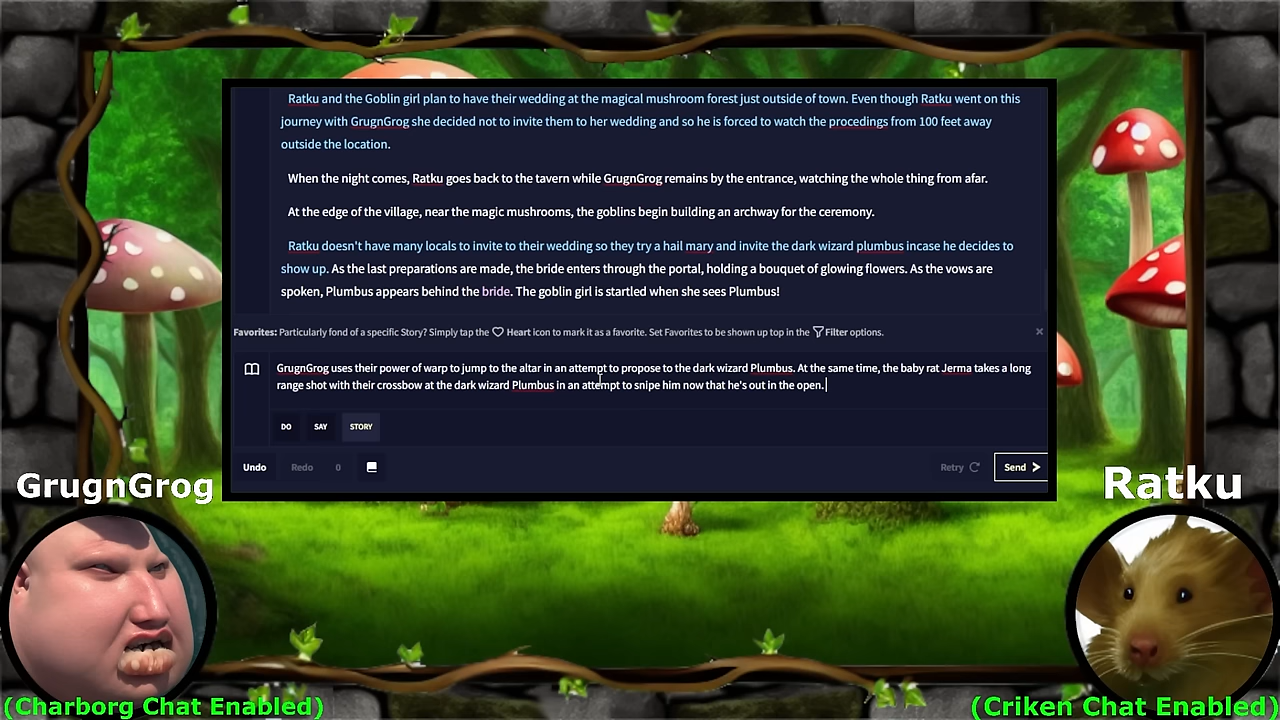 Ratku and the Goblin girl plan to have their wedding at the magical mushroom forest just outside of town. Even though Ratku went on this
journey with GrugnGrog she decided not to invite them to her wedding and so he is forced to watch the procedings from 100 feet away
outside the location.
When the night comes, Ratku goes back to the tavern while GrugnGrog remains by the entrance, watching the whole thing from afar.
At the edge of the village, near the magic mushrooms, the goblins begin building an archway for the ceremony.
Ratku doesn't have many locals to invite to their wedding so they try a hail mary and invite the dark wizard plumbus incase he decides to
show up. As the last preparations are made, the bride enters through the portal, holding a bouquet of glowing flowers. As the vows are
spoken, Plumbus appears behind the bride. The goblin girl is startled when she sees Plumbus!
Favorites: Particularly fond of a specific Story? Simply tap the Heart icon to mark it as a favorite. Set Favorites to be shown up top in the Filter options.
GrugnGrog uses their power of warp to jump to the altar in an attempt to propose to the dark wizard Plumbus. At the same time, the baby rat Jerma takes a long
range shot with their crossbow at the dark wizard Plumbus in an attempt to snipe him now that he's out in the open.
DO SAY STORY
Undo Redo 0 Retry Send
GrugnGrog
Ratku
(Charborg Chat Enabled)
(Criken Chat Enabled)